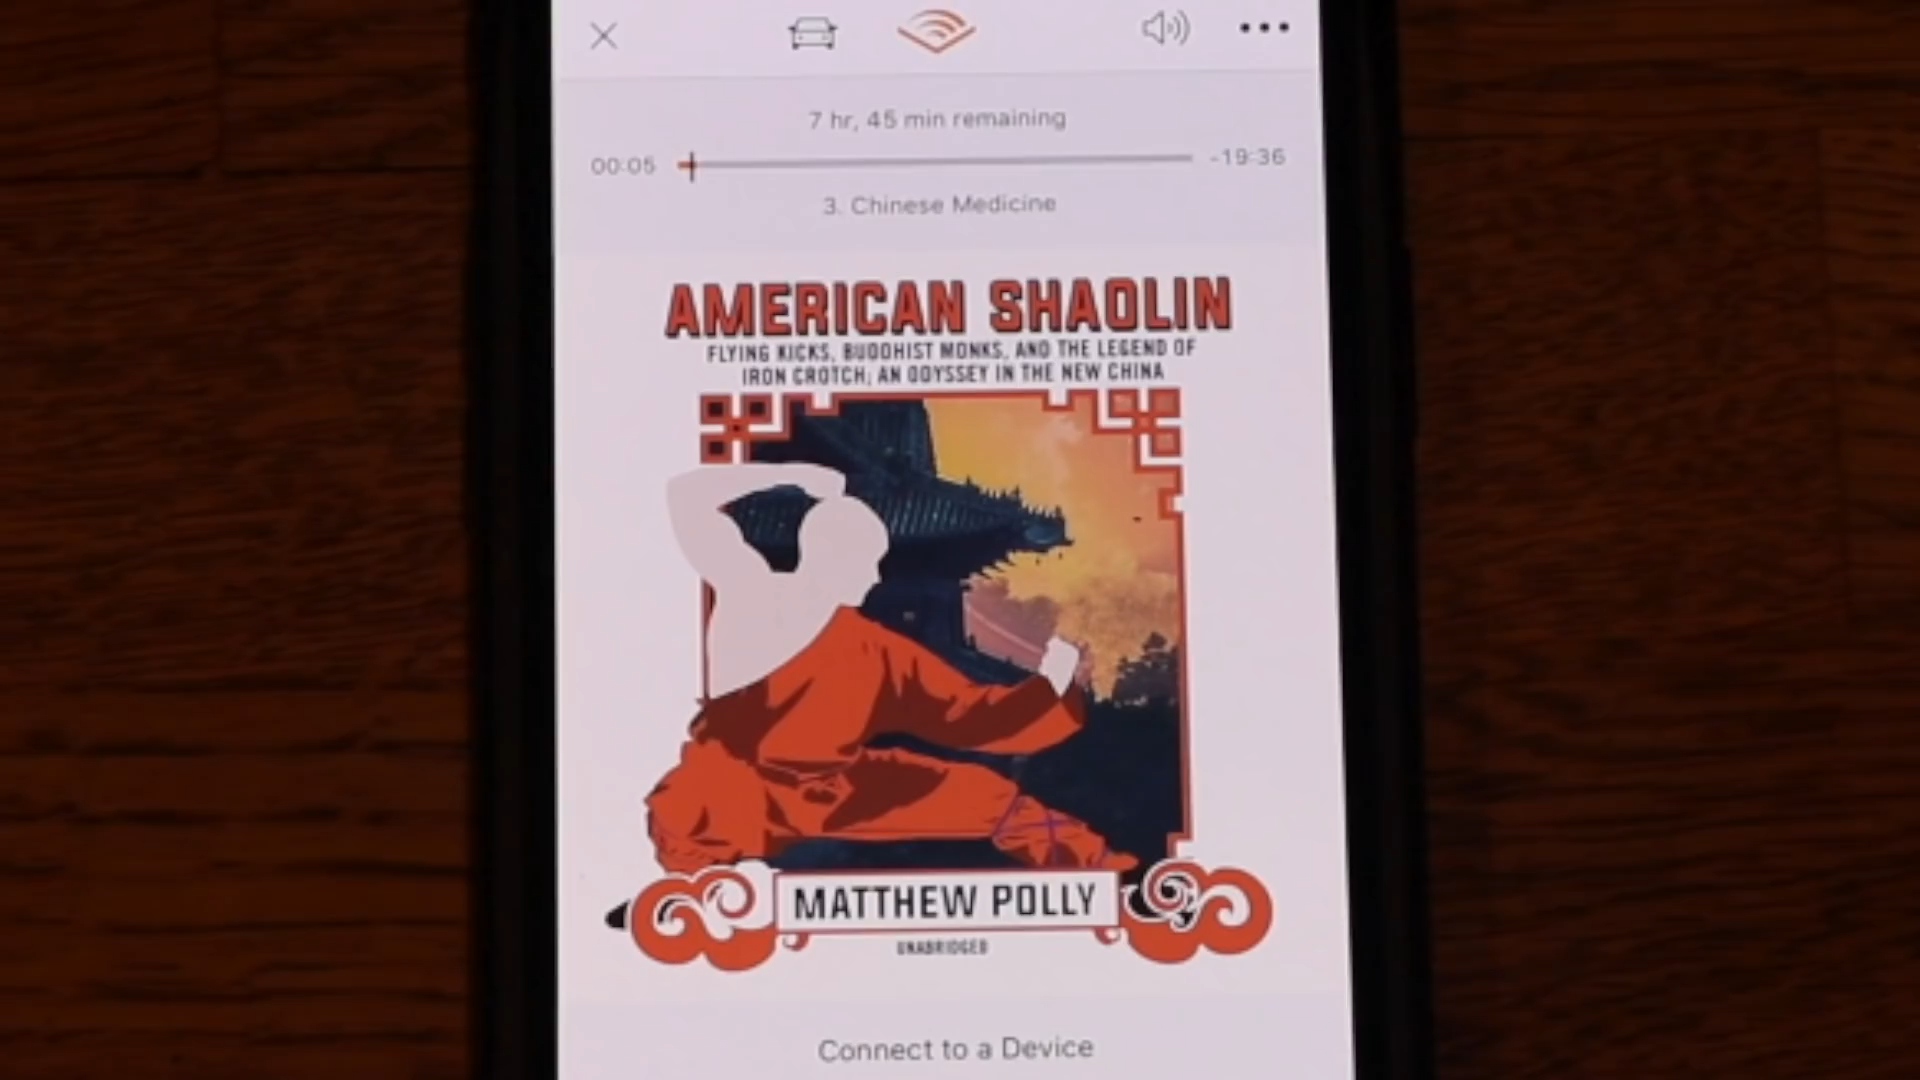 7 hr, 45 min remaining
00:05
-19:36
3. Chinese Medicine
AMERICAN SHAOLIN
FLYING KICKS, BUDDHIST MONKS, AND THE LEGEND OF
IRON CROTCH; AN ODYSSEY IN THE NEW CHINA
MATTHEW POLLY
UNABRIDGED
Connect to a Device